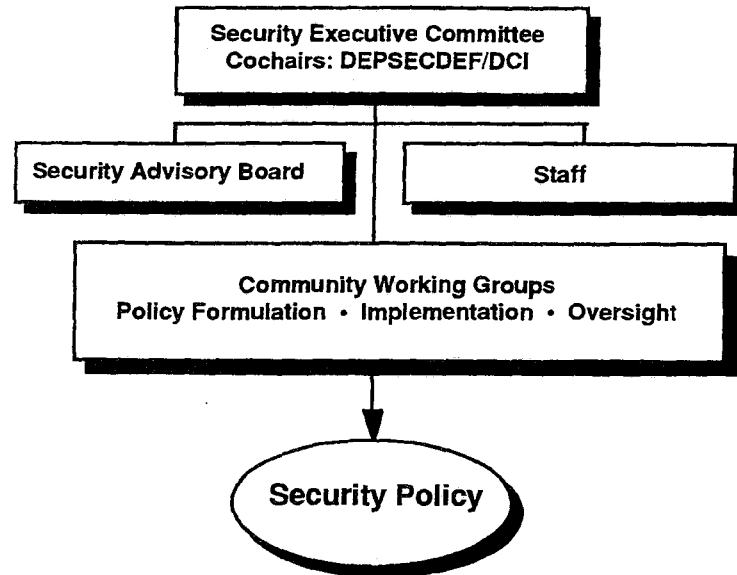 Security Executive Committee
Cochairs: DEPSECDEF/DCI
Security Advisory Board
Staff
Community Working Groups
Policy Formulation • Implementation • Oversight
Security Policy